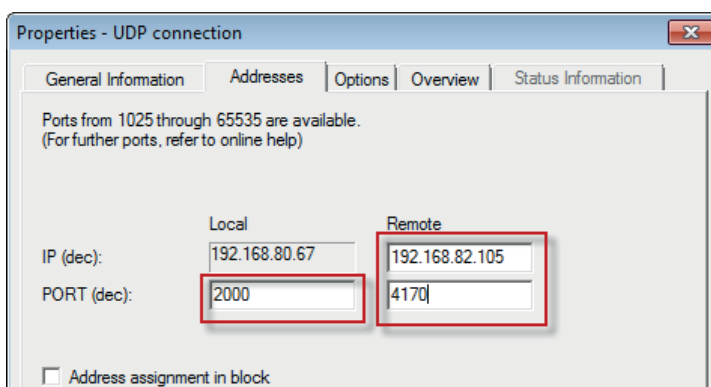 Properties - UDP connection
General Information Addresses Options Overview Status Information
Ports from 1025 through 65535 are available.
(For further ports, refer to online help)
Local Remote
IP (dec): 192.168.80.67 192.168.82.105
PORT (dec): 2000 4170
Address assignment in block